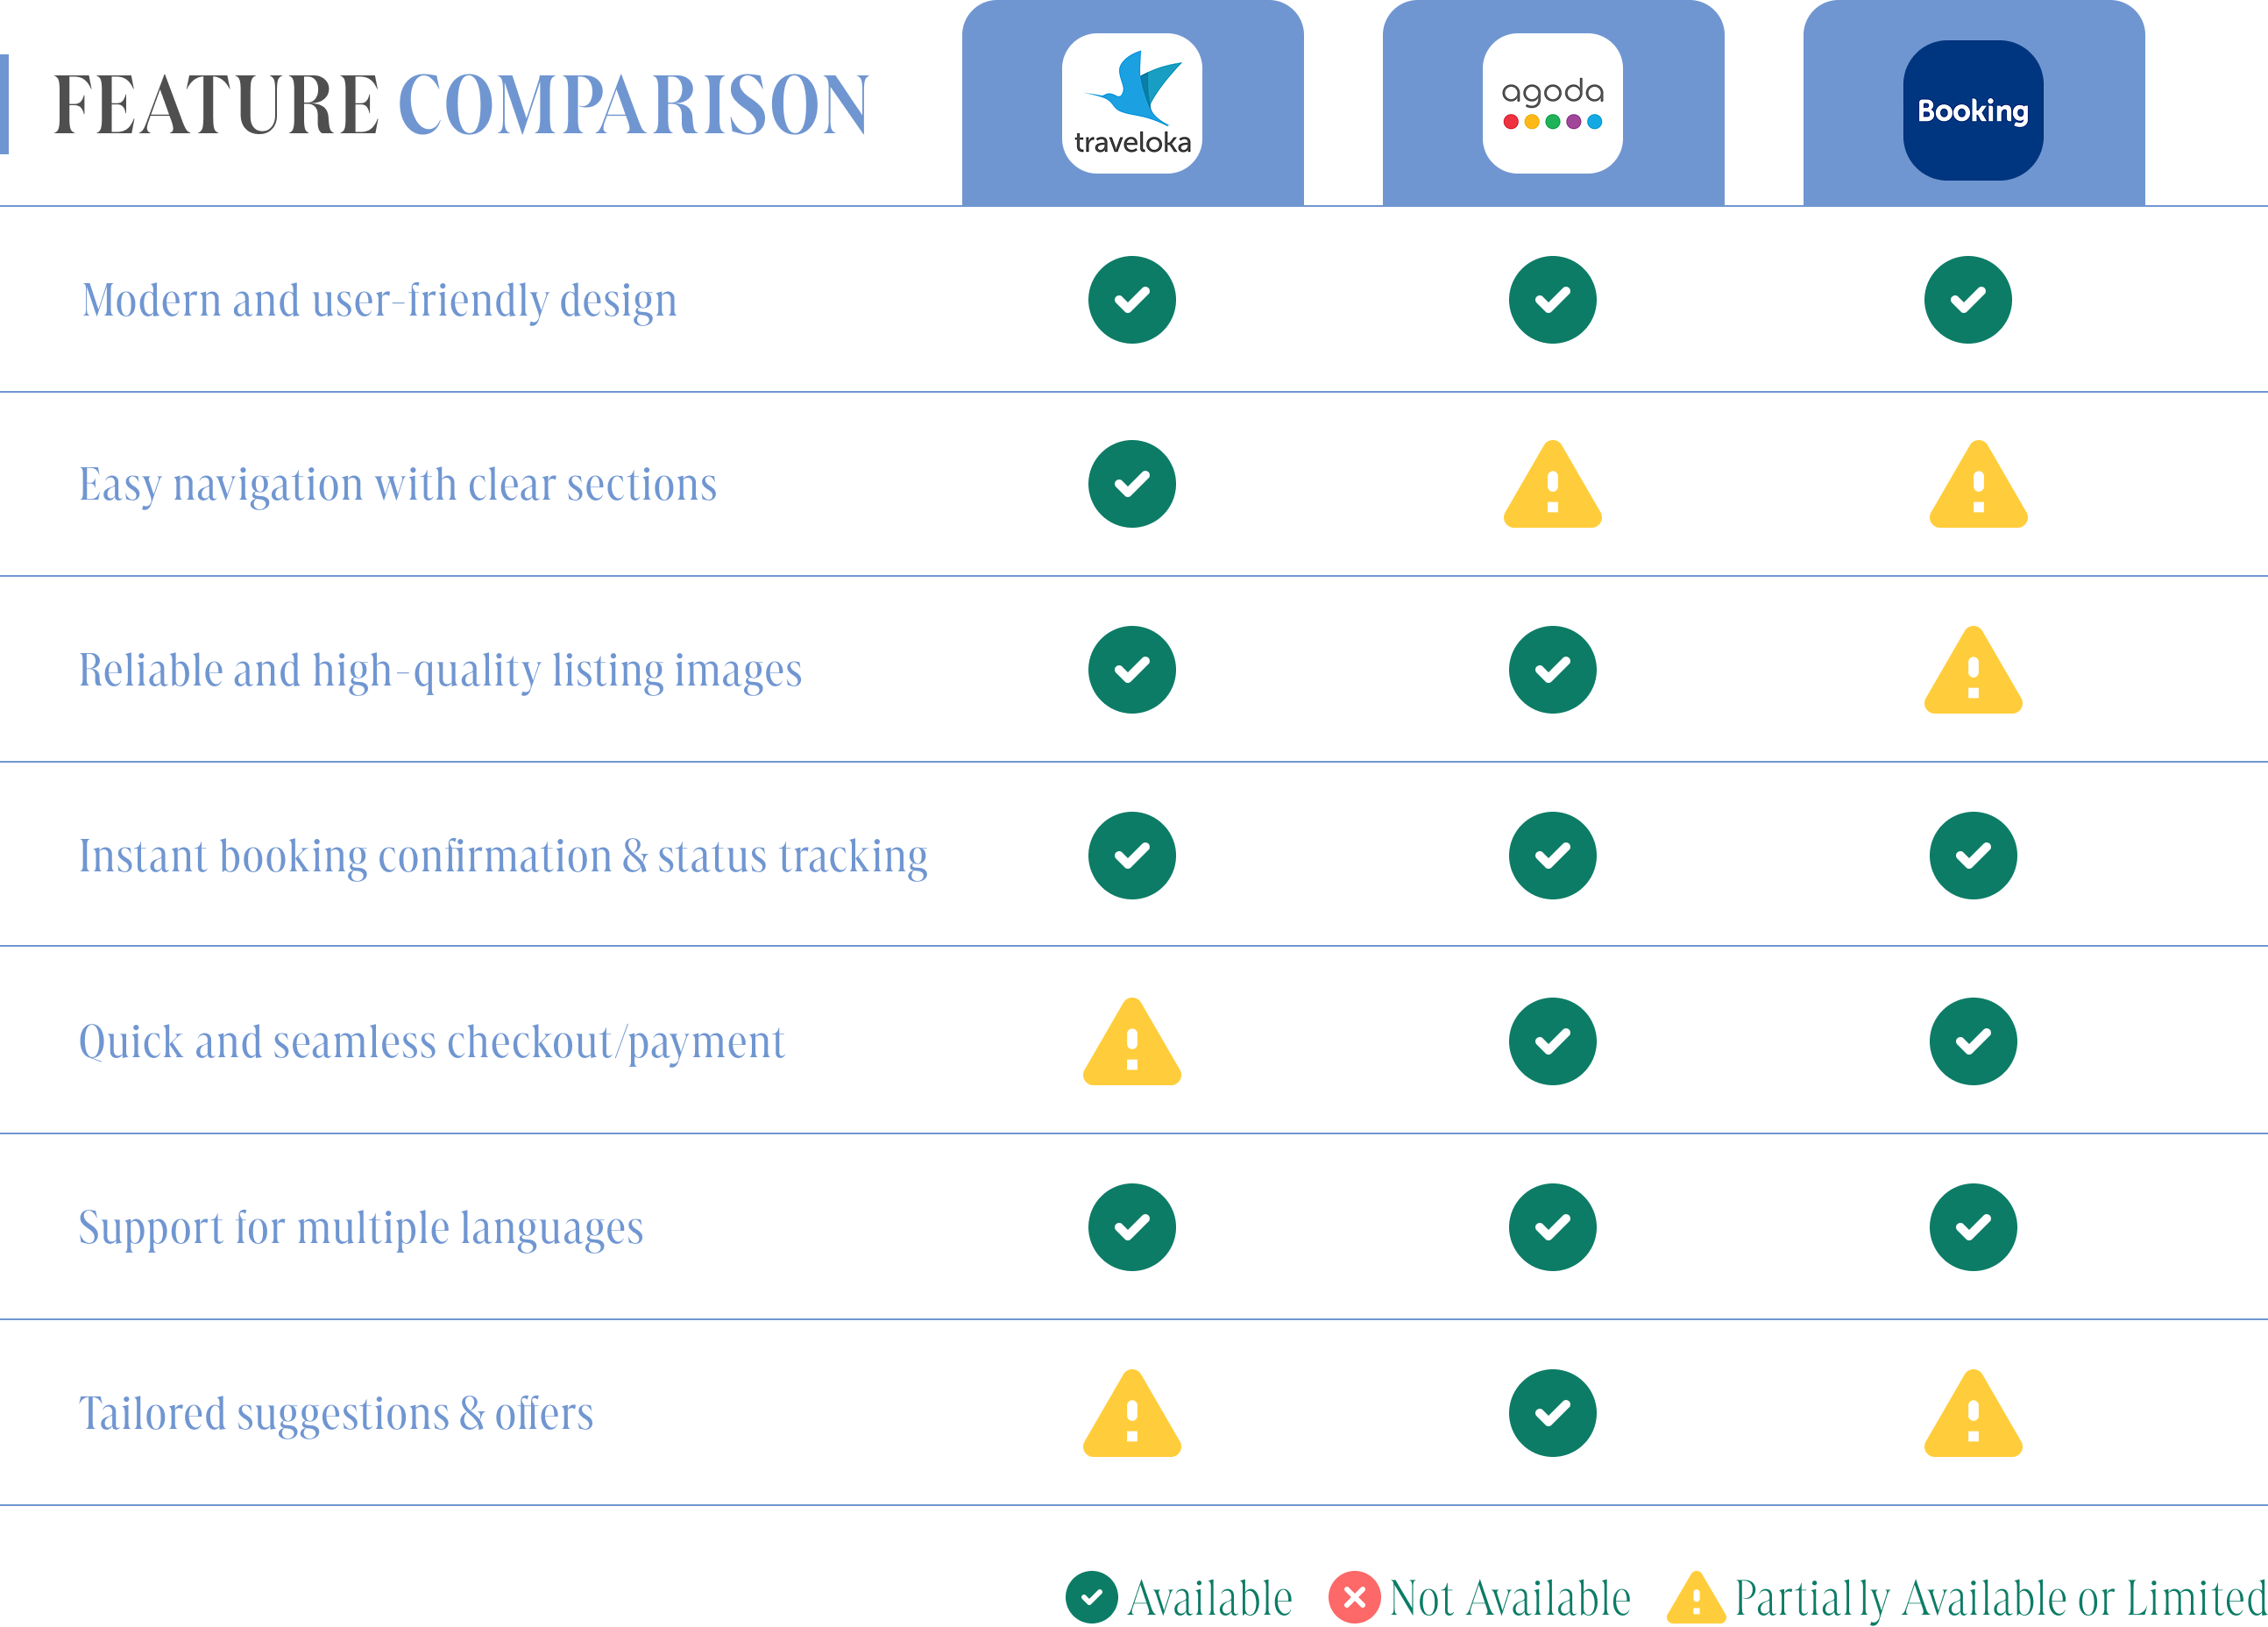 FEATURE COMPARISON
traveloka
agoda
Booking
Modern and user-friendly design
Easy navigation with clear sections
Reliable and high-quality listing images
Instant booking confirmation & status tracking
Quick and seamless checkout/payment
Support for multiple languages
Tailored suggestions & offers
Available
Not Available
Partially Available or Limited